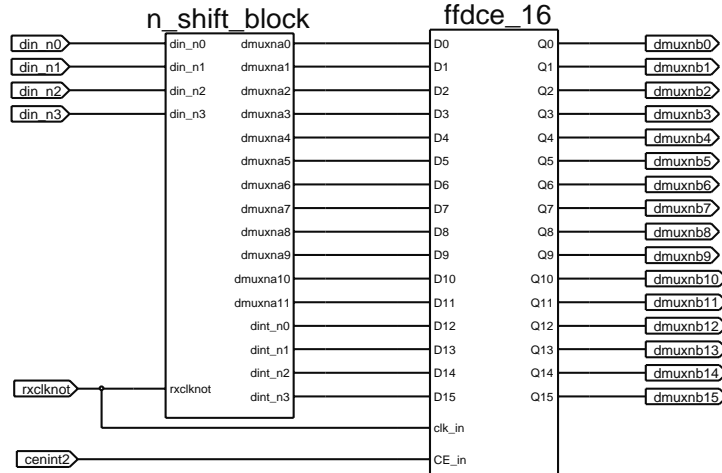 n_shift_block ffdce_16
din_n0 din_n0 dmuxna0 D0 Q0 dmuxnb0
din_n1 din_n1 dmuxna1 D1 Q1 dmuxnb1
din_n2 din_n2 dmuxna2 D2 Q2 dmuxnb2
din_n3 din_n3 dmuxna3 D3 Q3 dmuxnb3
dmuxna4 D4 Q4 dmuxnb4
dmuxna5 D5 Q5 dmuxnb5
dmuxna6 D6 Q6 dmuxnb6
dmuxna7 D7 Q7 dmuxnb7
dmuxna8 D8 Q8 dmuxnb8
dmuxna9 D9 Q9 dmuxnb9
dmuxna10 D10 Q10 dmuxnb10
dmuxna11 D11 Q11 dmuxnb11
dint_n0 D12 Q12 dmuxnb12
dint_n1 D13 Q13 dmuxnb13
dint_n2 D14 Q14 dmuxnb14
rxclknot rxclknot
dint_n3 D15 Q15 dmuxnb15
clk_in
cenint2 CE_in